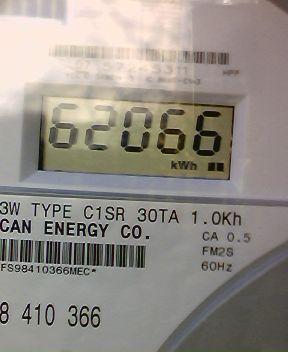 62066
kWh
3W TYPE C1SR 30TA 1.0Kh
CAN ENERGY CO.
CA 0.5
FM2S
60Hz
FS98410366MEC*
8 410 366